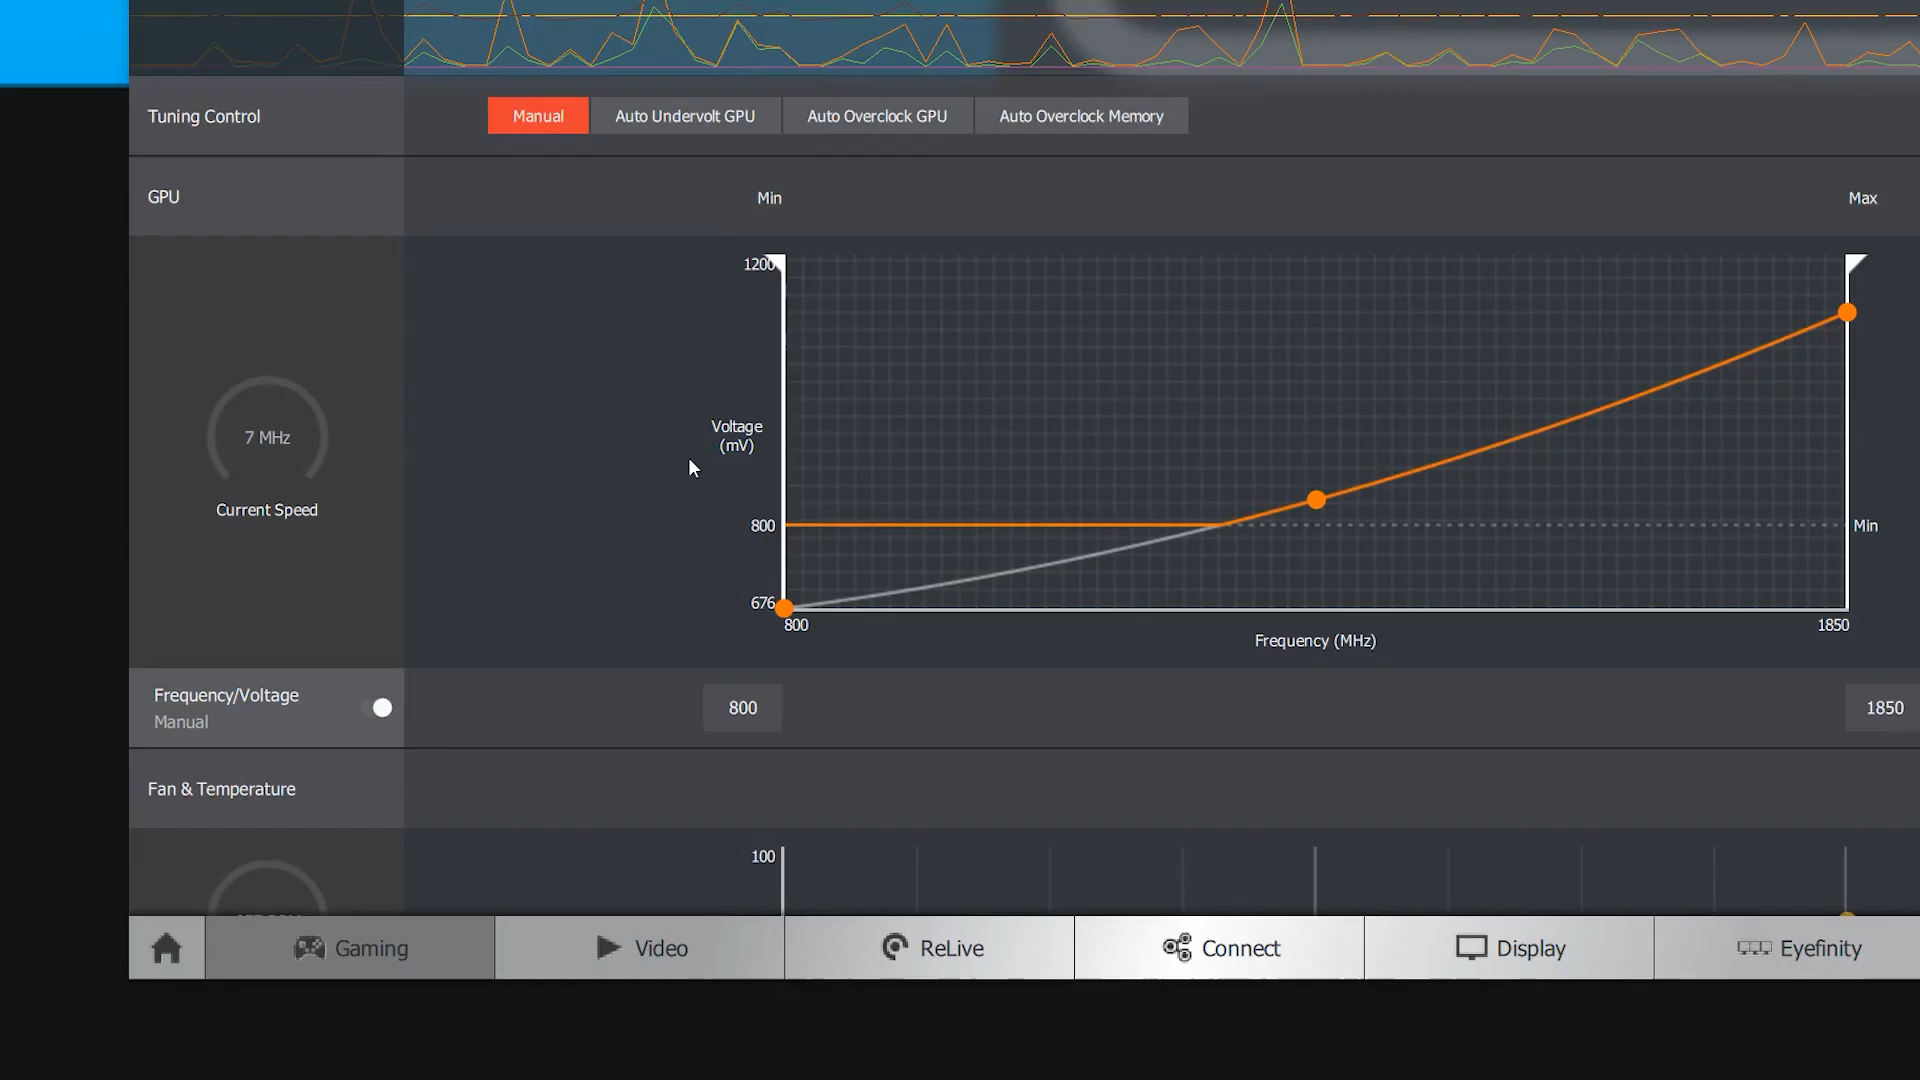 Tuning Control
Manual
Auto Undervolt GPU
Auto Overclock GPU
Auto Overclock Memory
GPU
Min
Max
1200
7 MHz
Current Speed
Voltage
(mV)
800
Min
676
800
1850
Frequency (MHz)
Frequency/Voltage
Manual
800
1850
Fan & Temperature
100
Gaming
Video
ReLive
Connect
Display
Eyefinity